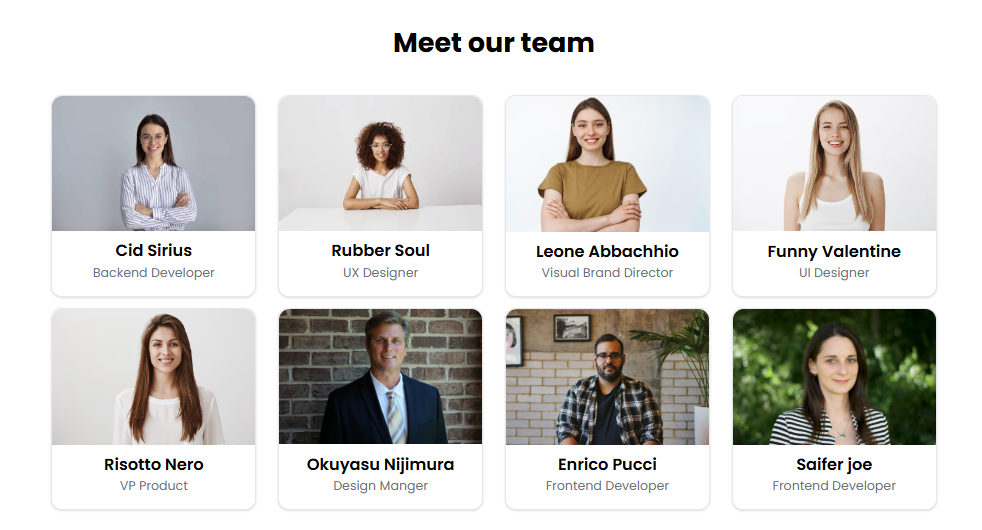 Meet our team
Cid Sirius
Backend Developer
Rubber Soul
UX Designer
Leone Abbachhio
Visual Brand Director
Funny Valentine
UI Designer
Risotto Nero
VP Product
Okuyasu Nijimura
Design Manger
Enrico Pucci
Frontend Developer
Saifer joe
Frontend Developer